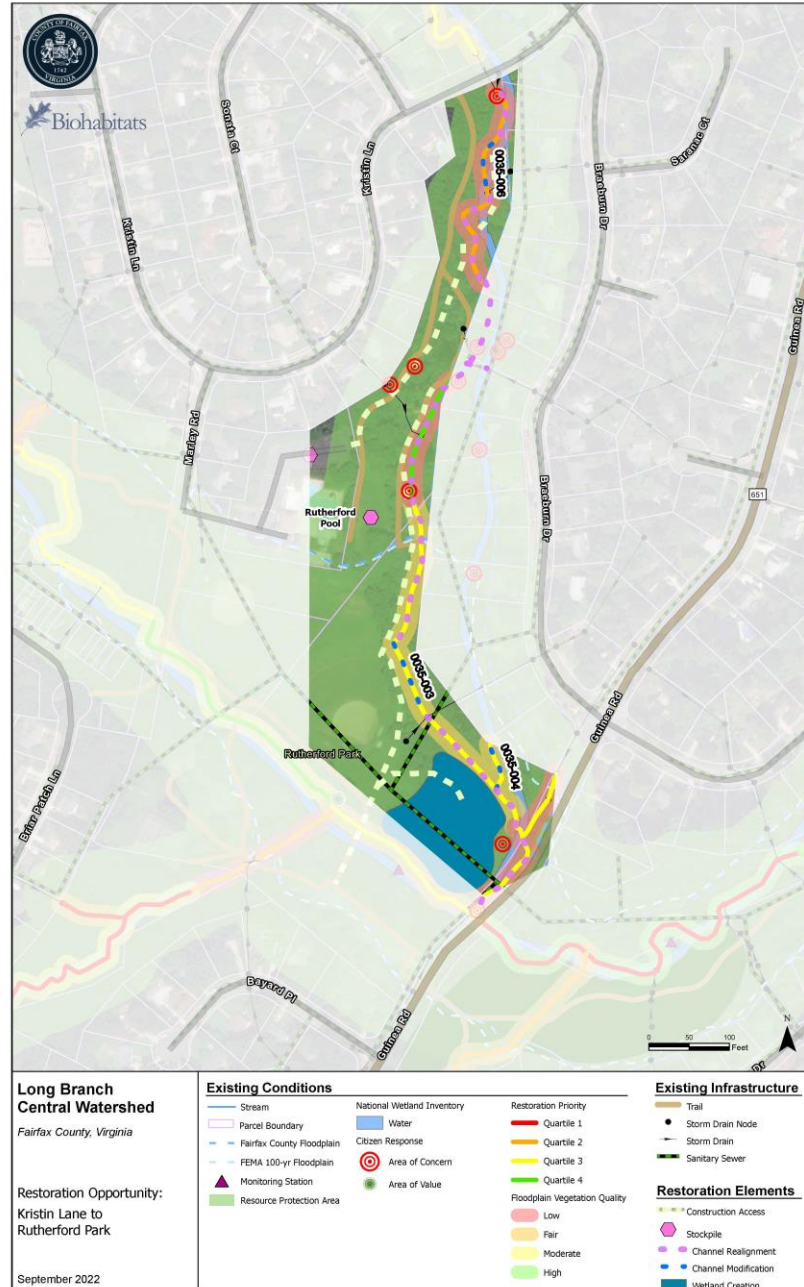 COUNTY OF FAIRFAX
1742
VIRGINIA
Biohabitats
Sonata Ct
Kristin Ln
Kristin Ln
Saranac Ct
Braeburn Dr
0035-006
Guinea Rd
Marley Rd
651
Braeburn Dr
Rutherford
Pool
0035-003
Guinea Rd
0035-004
Rutherford Park
Briar Patch Ln
Bayard Pl
Guinea Rd
N
0 50 100
Feet
Dr
Long Branch
Central Watershed
Fairfax County, Virginia
Restoration Opportunity:
Kristin Lane to
Rutherford Park
September 2022
Existing Conditions
Stream
Parcel Boundary
Fairfax County Floodplain
FEMA 100-yr Floodplain
Monitoring Station
Resource Protection Area
National Wetland Inventory
Water
Citizen Response
Area of Concern
Area of Value
Restoration Priority
Quartile 1
Quartile 2
Quartile 3
Quartile 4
Floodplain Vegetation Quality
Low
Fair
Moderate
High
Existing Infrastructure
Trail
Storm Drain Node
Storm Drain
Sanitary Sewer
Restoration Elements
Construction Access
Stockpile
Channel Realignment
Channel Modification
Wetland Creation